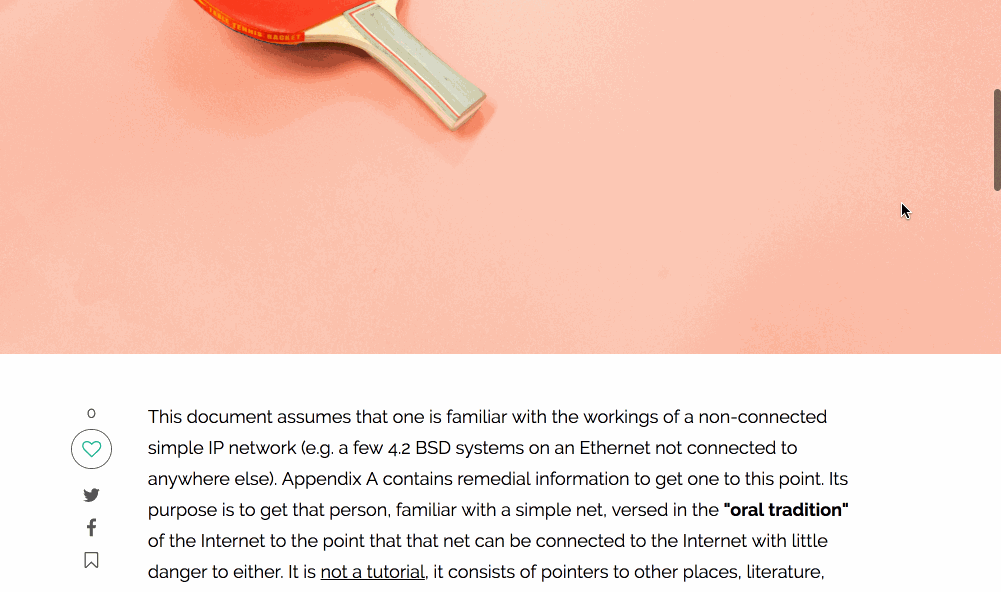 TENNIS RACKET
0
This document assumes that one is familiar with the workings of a non-connected
simple IP network (e.g. a few 4.2 BSD systems on an Ethernet not connected to
anywhere else). Appendix A contains remedial information to get one to this point. Its
purpose is to get that person, familiar with a simple net, versed in the "oral tradition"
of the Internet to the point that that net can be connected to the Internet with little
danger to either. It is not a tutorial, it consists of pointers to other places, literature,